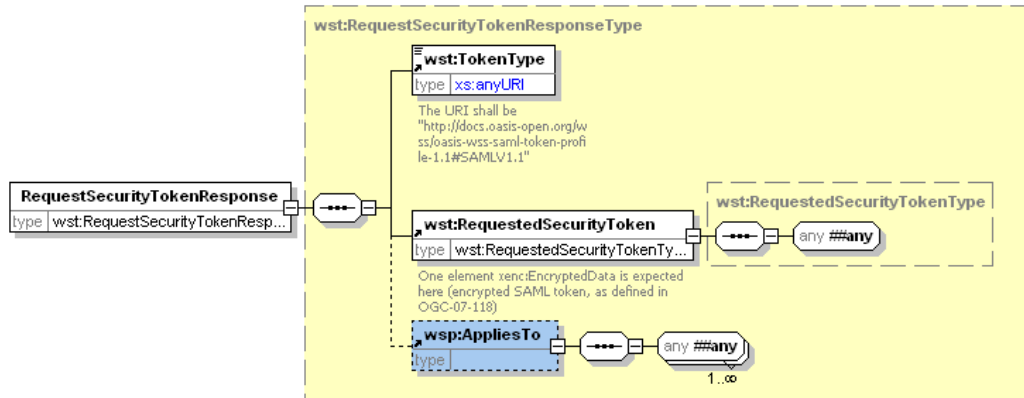 wst:RequestSecurityTokenResponseType
wst:TokenType
type xs:anyURI
The URI shall be
"http://docs.oasis-open.org/w
ss/oasis-wss-saml-token-profi
le-1.1#SAMLV1.1"
RequestSecurityTokenResponse
type wst:RequestSecurityTokenResp...
wst:RequestedSecurityToken
type wst:RequestedSecurityTokenTy...
One element xenc:EncryptedData is expected
here (encrypted SAML token, as defined in
OGC-07-118)
wst:RequestedSecurityTokenType
any ##any
wsp:AppliesTo
type
any ##any
1..∞